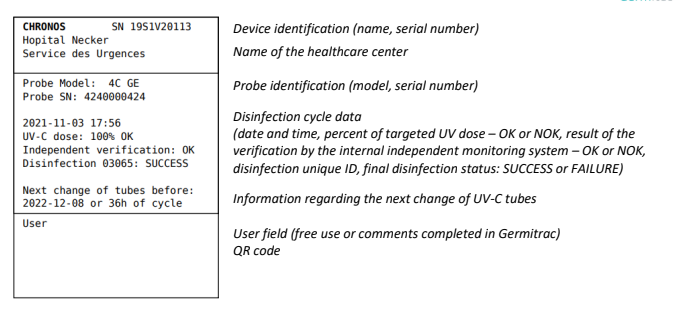 CHRONOS SN 19S1V20113
Hopital Necker
Service des Urgences
Device identification (name, serial number)
Name of the healthcare center
Probe Model: 4C GE
Probe SN: 4240000424
Probe identification (model, serial number)
2021-11-03 17:56
UV-C dose: 100% OK
Independent verification: OK
Disinfection 03065: SUCCESS
Disinfection cycle data
(date and time, percent of targeted UV dose – OK or NOK, result of the
verification by the internal independent monitoring system – OK or NOK,
disinfection unique ID, final disinfection status: SUCCESS or FAILURE)
Next change of tubes before:
2022-12-08 or 36h of cycle
Information regarding the next change of UV-C tubes
User
User field (free use or comments completed in Germitrac)
QR code